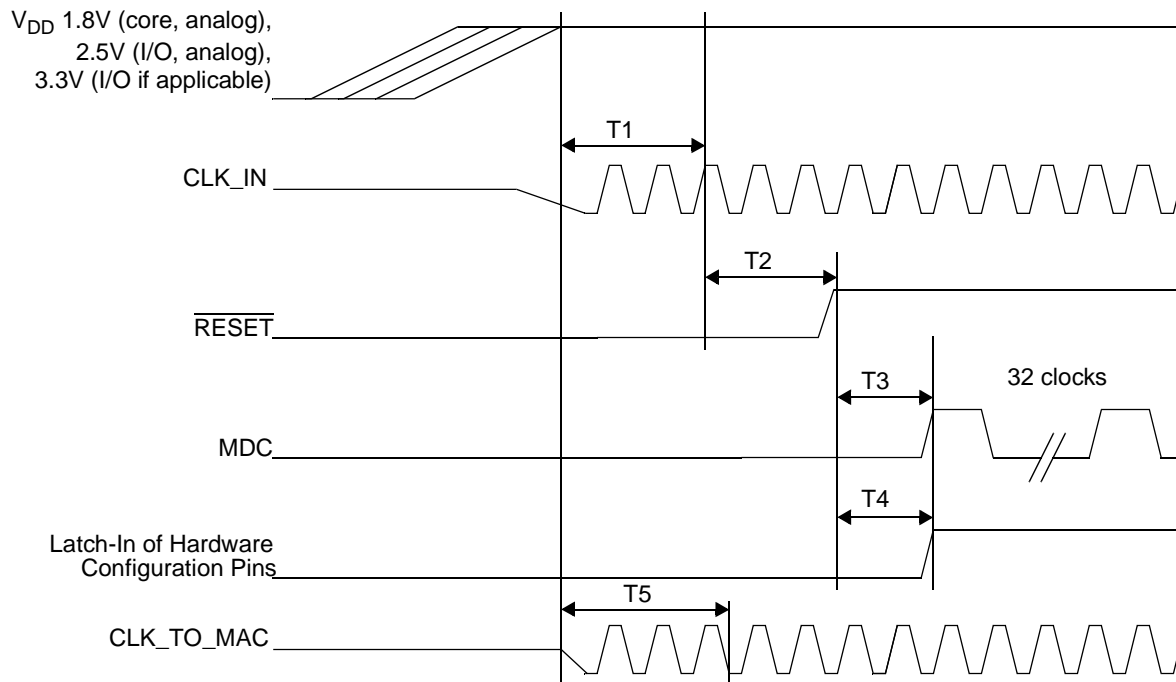 VDD 1.8V (core, analog),
2.5V (I/O, analog),
3.3V (I/O if applicable)
T1
CLK_IN
T2
RESET
T3
32 clocks
MDC
T4
Latch-In of Hardware
Configuration Pins
T5
CLK_TO_MAC